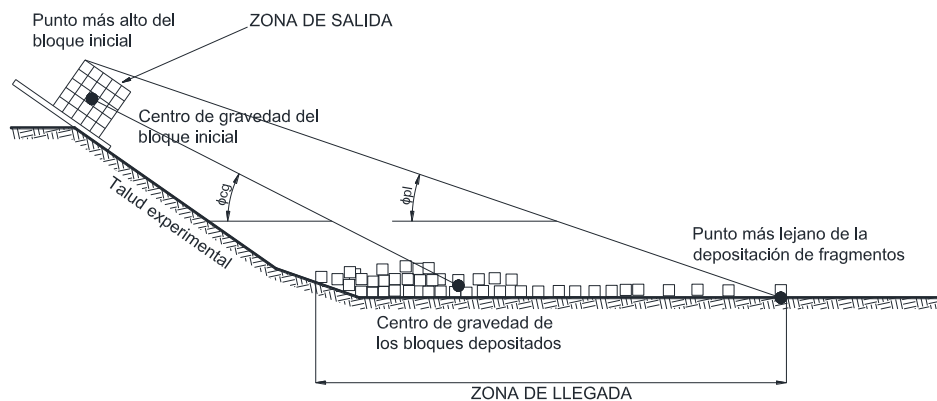 Punto más alto del
bloque inicial
ZONA DE SALIDA
Centro de gravedad del
bloque inicial
Talud experimental
ϕcg
ϕpl
Punto más lejano de la
depositación de fragmentos
Centro de gravedad de
los bloques depositados
ZONA DE LLEGADA